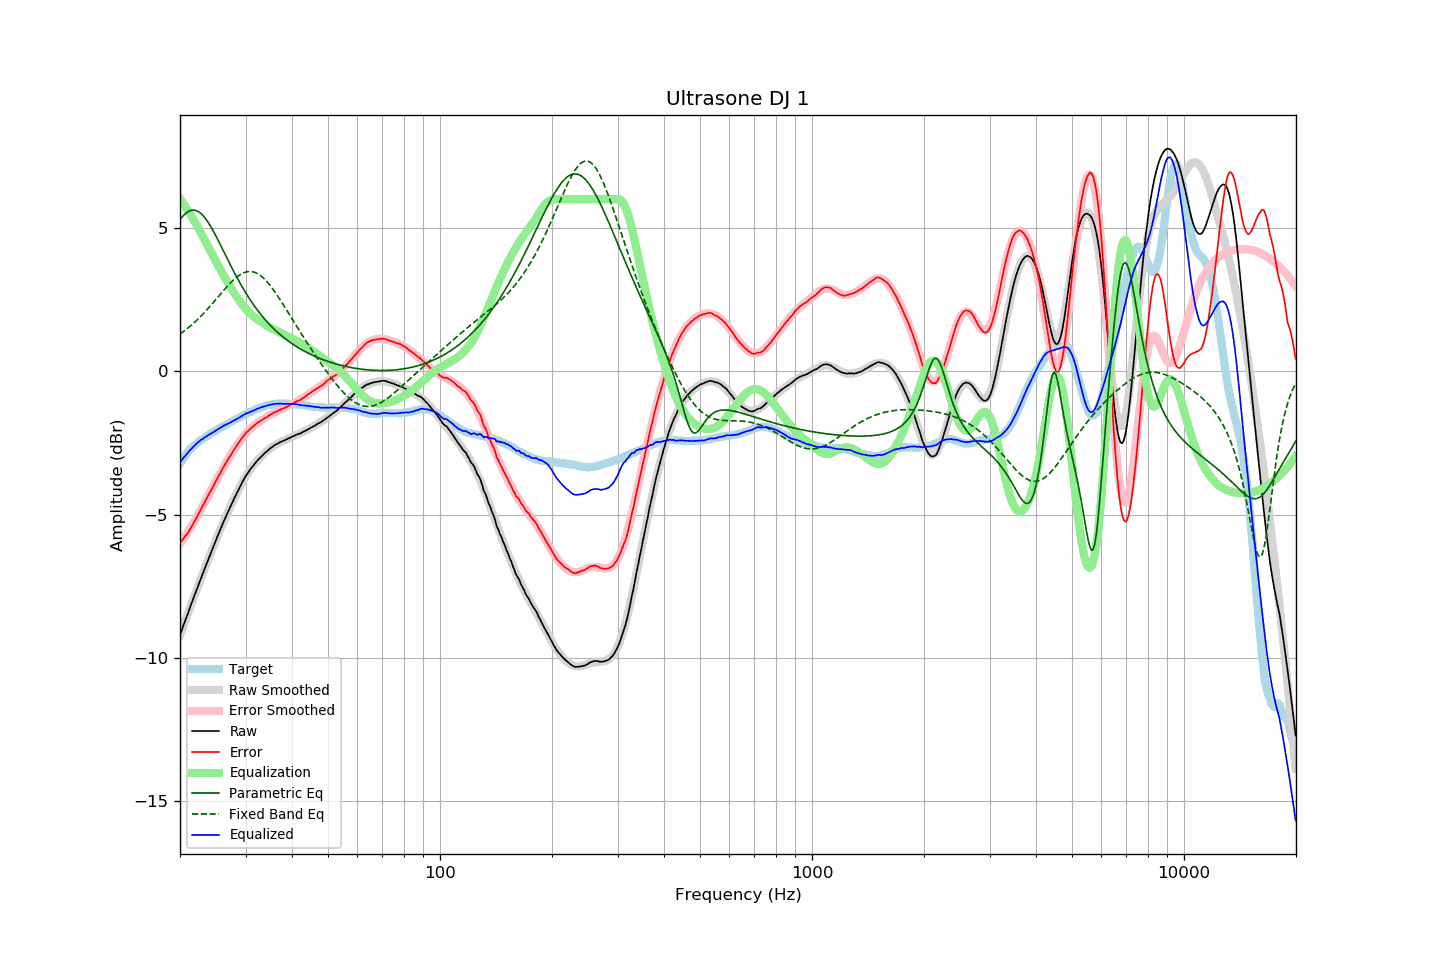 Ultrasone DJ 1
Amplitude (dBr)
5
0
−5
−10
−15
Target
Raw Smoothed
Error Smoothed
Raw
Error
Equalization
Parametric Eq
Fixed Band Eq
Equalized
100
1000
10000
Frequency (Hz)